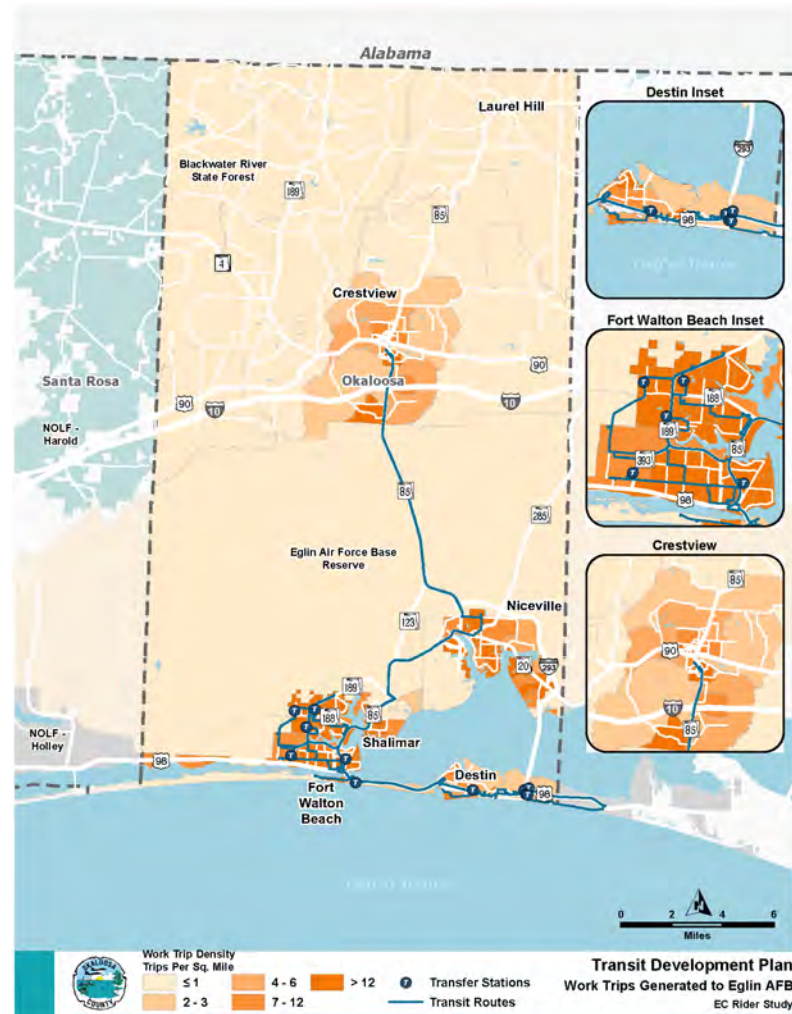 Alabama
Laurel Hill
Blackwater River
State Forest
189
85
4
Crestview
90
Santa Rosa
Okaloosa
90
10
10
NOLF -
Harold
85
285
Eglin Air Force Base
Reserve
Niceville
123
20
293
189
188
85
NOLF -
Holley
Shalimar
98
Destin
Fort
Walton
Beach
98
Destin Inset
293
98
Fort Walton Beach Inset
188
189
85
393
98
Crestview
85
90
10
85
N
0 2 4 6
Miles
OKALOOSA
COUNTY
Work Trip Density
Trips Per Sq. Mile
≤ 1
2 - 3
4 - 6
7 - 12
> 12
T Transfer Stations
Transit Routes
Transit Development Plan
Work Trips Generated to Eglin AFB
EC Rider Study